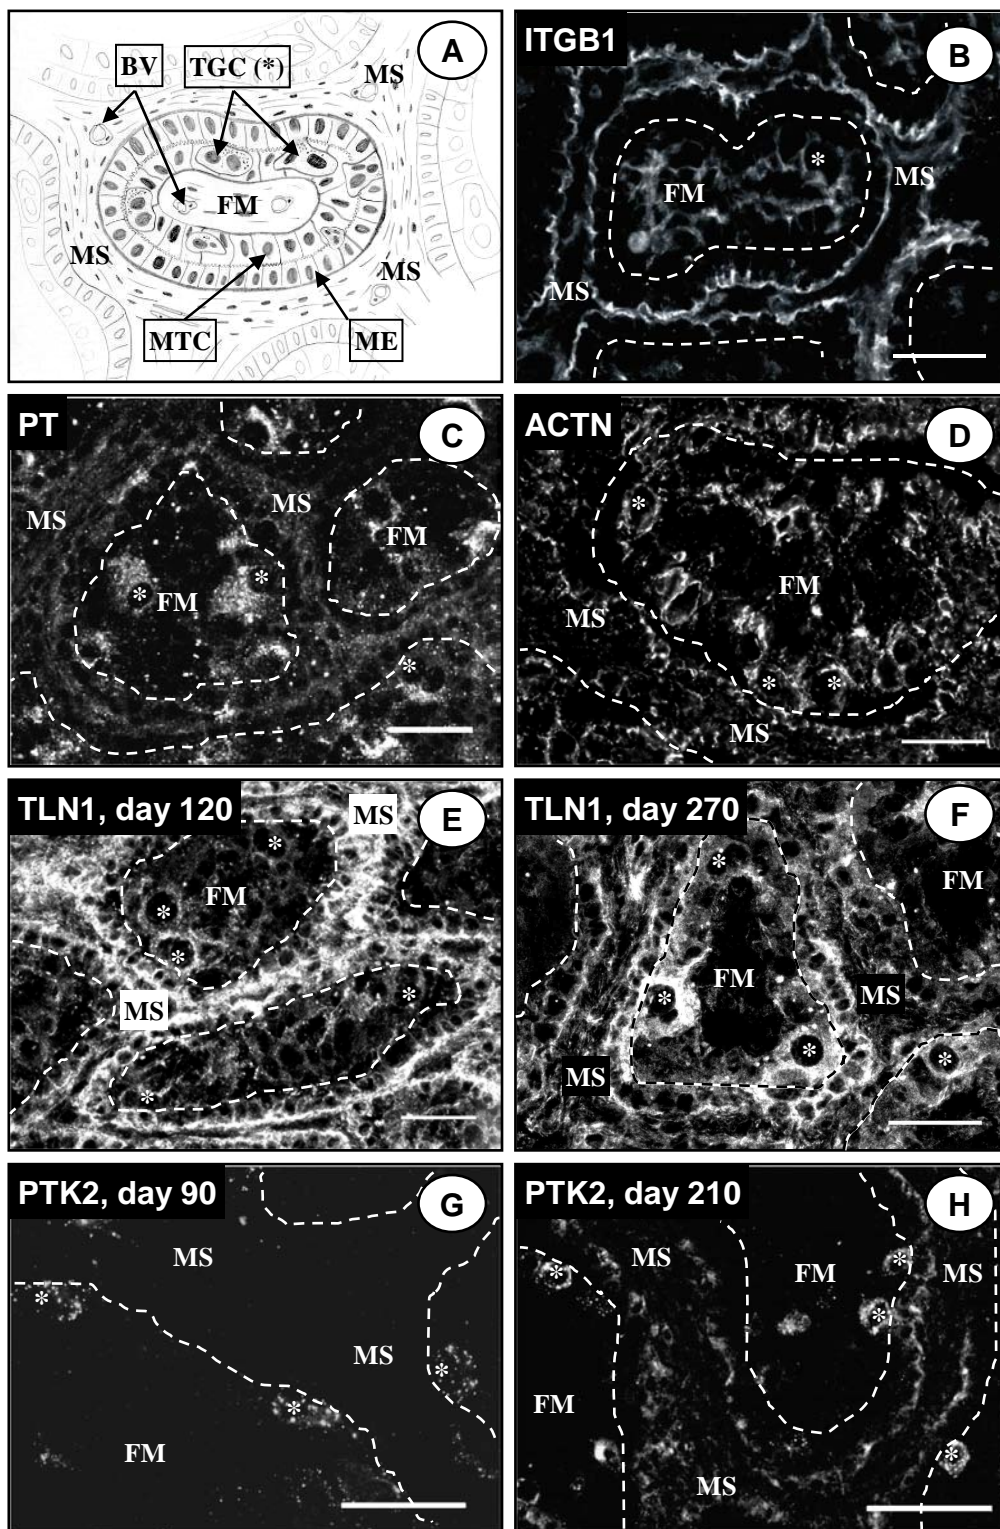 A
BV
TGC (*)
MS
FM
MS
MS
MTC
ME
ITGB1
B
*
FM
MS
MS
PT
C
MS
MS
FM
*
*
FM
*
ACTN
D
*
FM
MS
*
*
MS
TLN1, day 120
E
MS
*
FM
*
*
MS
*
*
TLN1, day 270
F
*
FM
FM
*
MS
*
*
MS
PTK2, day 90
G
MS
*
MS
*
*
FM
PTK2, day 210
H
MS
*
FM
*
MS
*
FM
*
MS